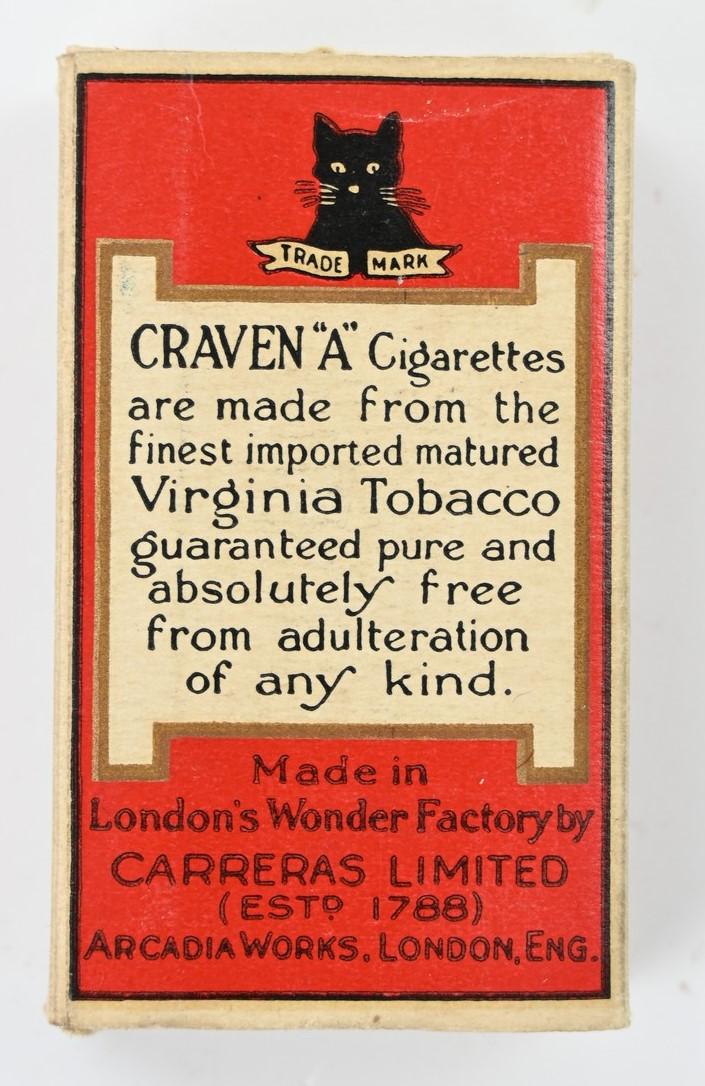 TRADE MARK
CRAVEN "A" Cigarettes
are made from the
finest imported matured
Virginia Tobacco
guaranteed pure and
absolutely free
from adulteration
of any kind.
Made in
London's Wonder Factory by
CARRERAS LIMITED
(ESTD 1788)
ARCADIA WORKS, LONDON, ENG.